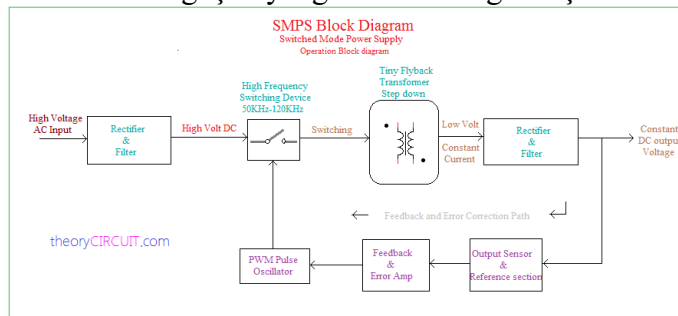 SMPS Block Diagram
Switched Mode Power Supply
Operation Block diagram
High Frequency
Switching Device
50KHz-120KHz
Tiny Flyback
Transformer
Step down
High Voltage
AC Input
Rectifier
&
Filter
High Volt DC
Switching
Low Volt
Constant
Current
Rectifier
&
Filter
Constant
DC output
Voltage
Feedback and Error Correction Path
theoryCIRCUIT.com
PWM Pulse
Oscillator
Feedback
&
Error Amp
Output Sensor
&
Reference section